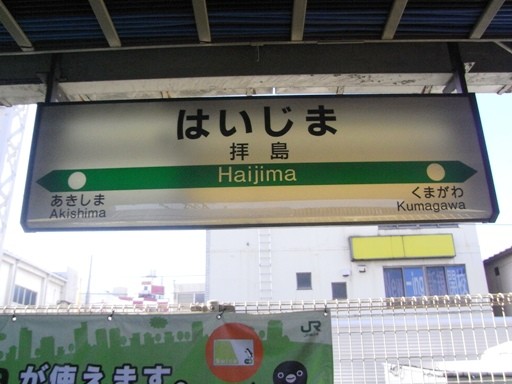 はいじま
拝島
Haijima
あきしま
Akishima
くまがわ
Kumagawa
JR
が使えます。